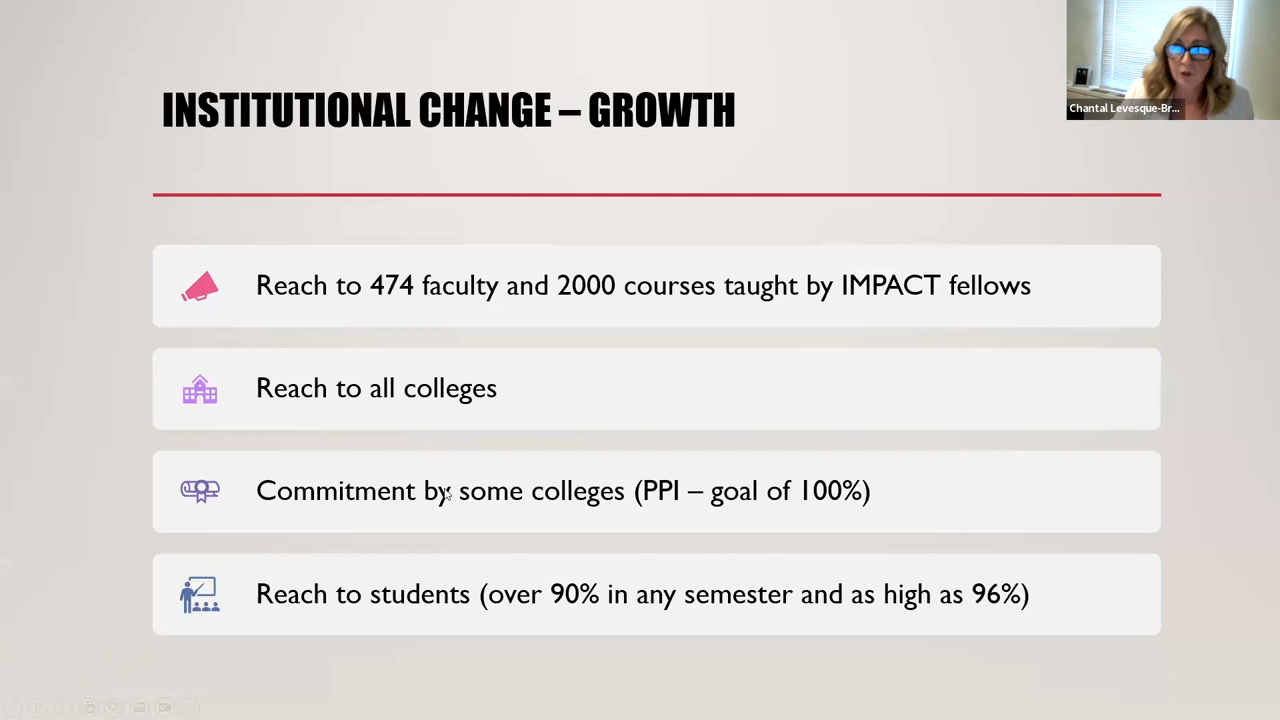 INSTITUTIONAL CHANGE – GROWTH
Chantal Levesque-Br...
Reach to 474 faculty and 2000 courses taught by IMPACT fellows
Reach to all colleges
Commitment by some colleges (PPI – goal of 100%)
Reach to students (over 90% in any semester and as high as 96%)